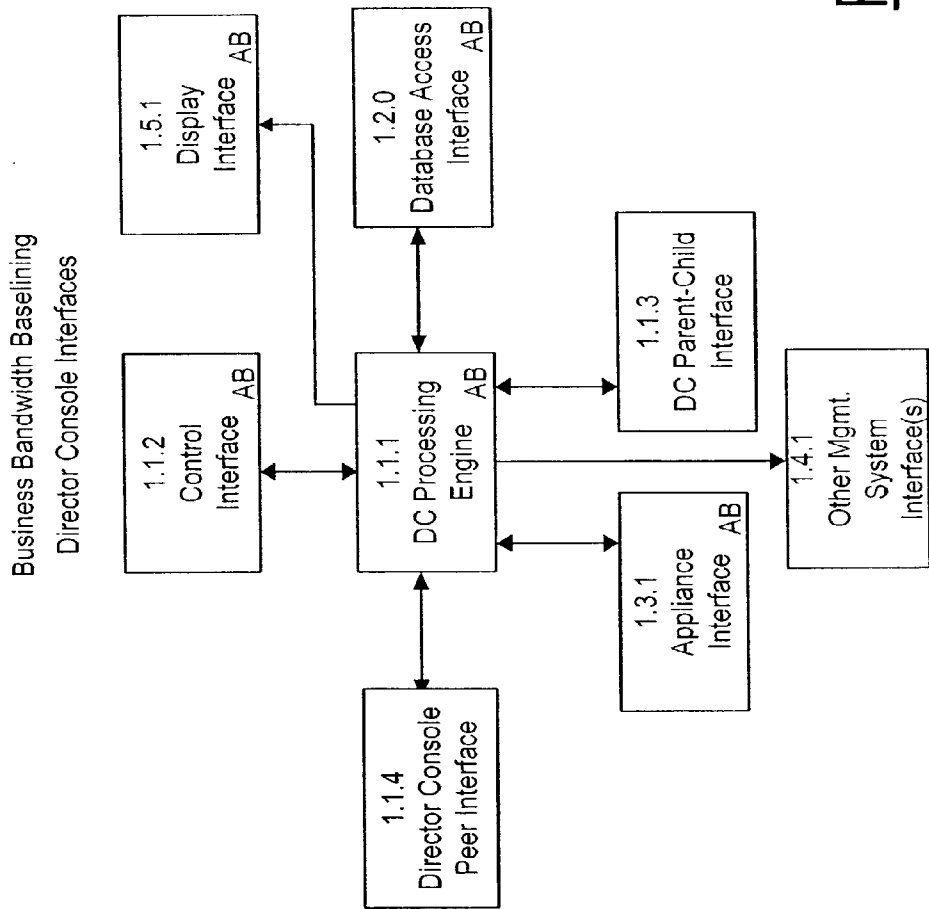 Business Bandwidth Baselining
Director Console Interfaces
1.5.1
Display
Interface
AB
1.1.2
Control
Interface
AB
1.2.0
Database Access
Interface
AB
1.1.1
DC Processing
Engine
AB
1.1.4
Director Console
Peer Interface
1.1.3
DC Parent-Child
Interface
1.3.1
Appliance
Interface
AB
1.4.1
Other Mgmt.
System
Interface(s)